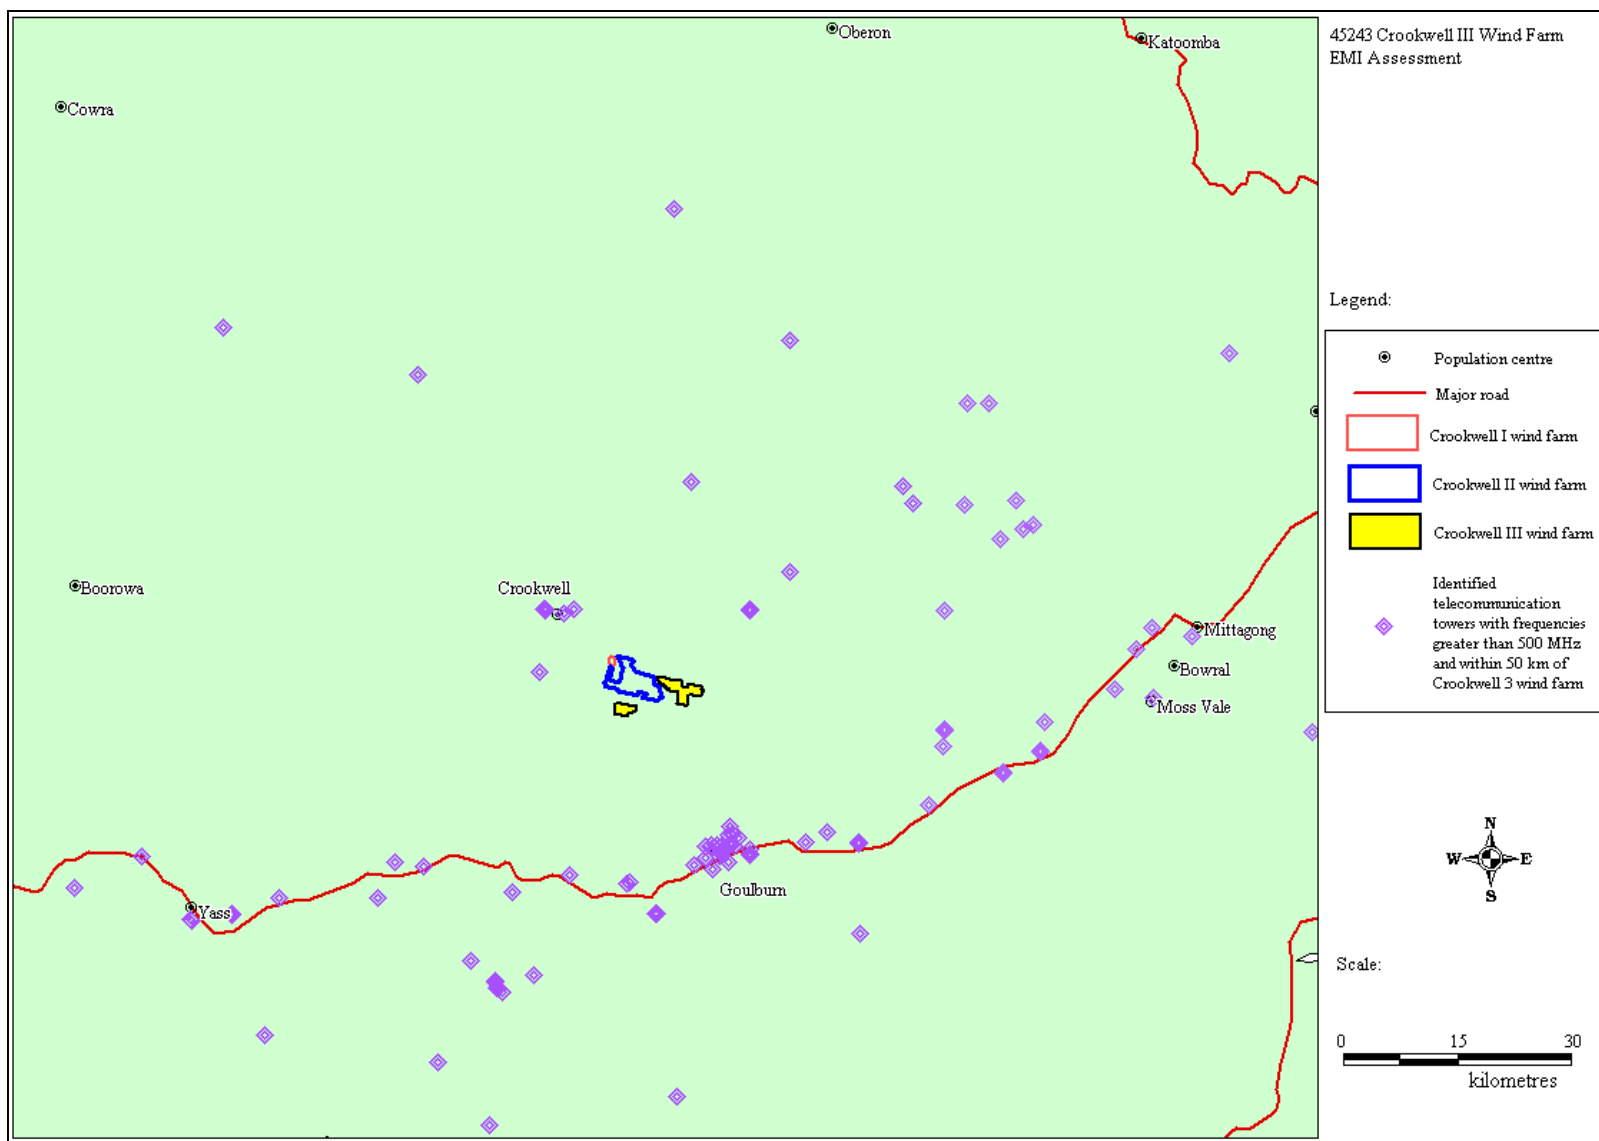 45243 Crookwell III Wind Farm
EMI Assessment
Oberon
Katoomba
Cowra
Legend:
Population centre
Major road
Crookwell I wind farm
Crookwell II wind farm
Crookwell III wind farm
Identified
telecommunication
towers with frequencies
greater than 500 MHz
and within 50 km of
Crookwell 3 wind farm
Boorowa
Crookwell
Mittagong
Bowral
Moss Vale
Goulburn
Yass
N
W
E
S
Scale:
0 15 30
kilometres